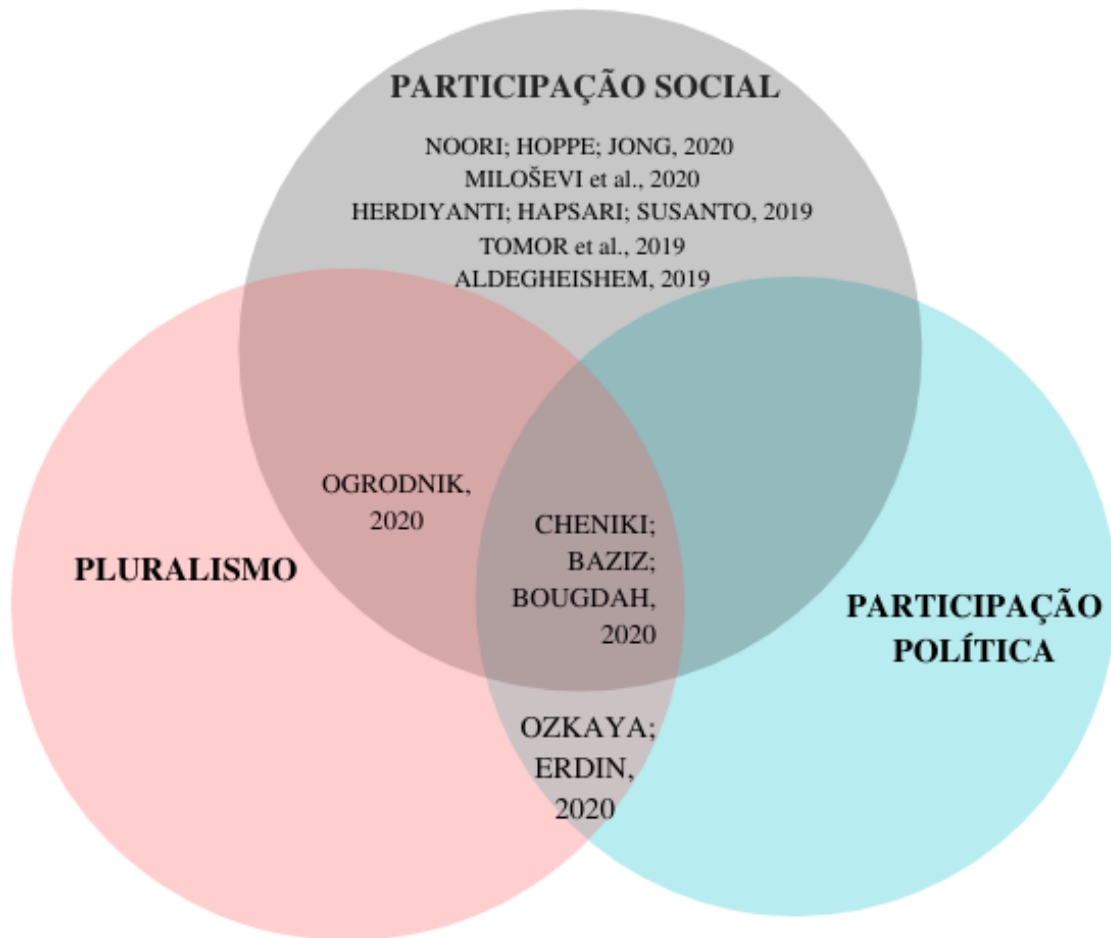 PARTICIPAÇÃO SOCIAL
NOORI; HOPPE; JONG, 2020
MILOŠEVI et al., 2020
HERDIYANTI; HAPSARI; SUSANTO, 2019
TOMOR et al., 2019
ALDEGHEISHEM, 2019
OGRODNIK,
2020
PLURALISMO
CHENIKI;
BAZIZ;
BOUGDAH,
2020
PARTICIPAÇÃO
POLÍTICA
OZKAYA;
ERDIN,
2020